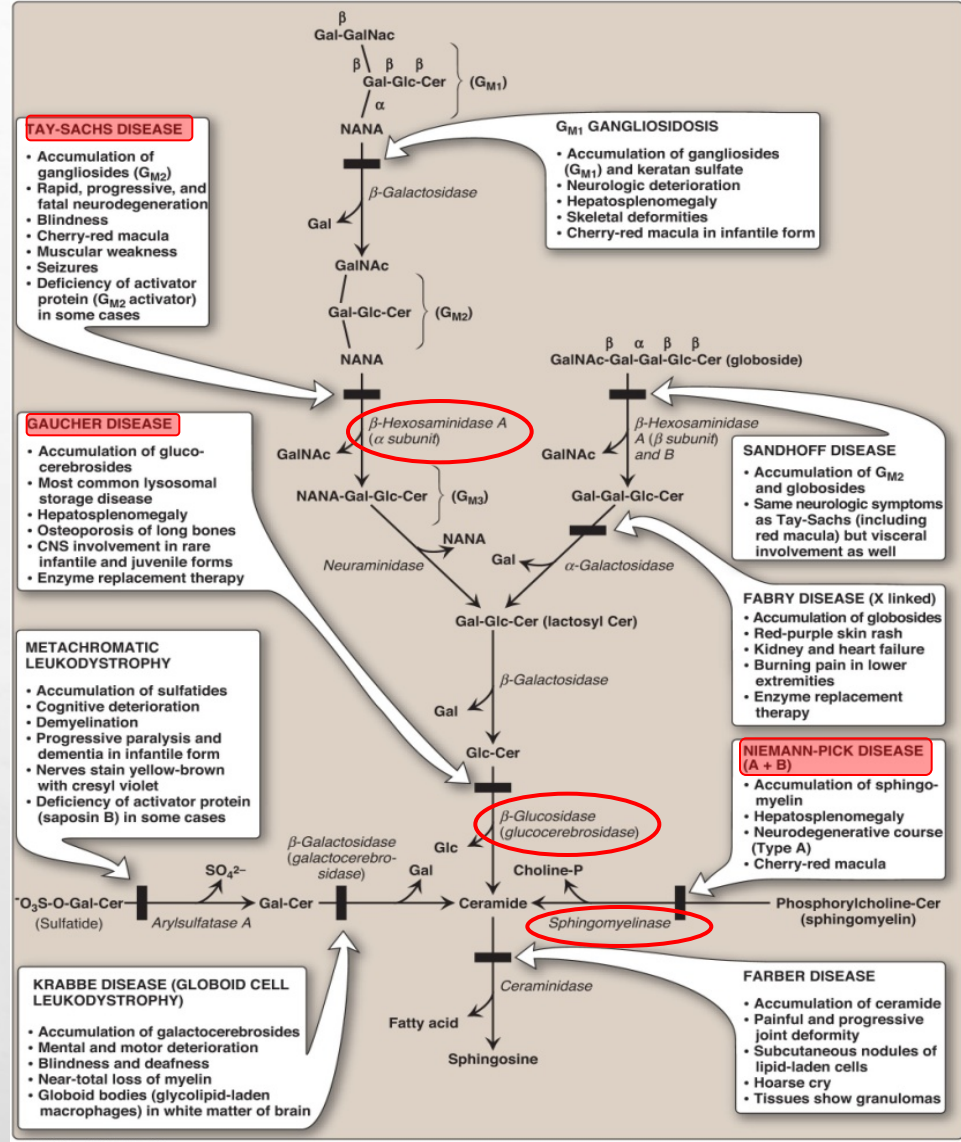 β
Gal-GalNac
β β β
Gal-Glc-Cer
(GM1)
α
NANA
β-Galactosidase
Gal
GalNAc
Gal-Glc-Cer
(GM2)
NANA
β-Hexosaminidase A
(α subunit)
GalNAc
NANA-Gal-Glc-Cer
(GM3)
NANA
Neuraminidase
TAY-SACHS DISEASE
• Accumulation of
gangliosides (GM2)
• Rapid, progressive, and
fatal neurodegeneration
• Blindness
• Cherry-red macula
• Muscular weakness
• Seizures
• Deficiency of activator
protein (GM2 activator)
in some cases
GM1 GANGLIOSIDOSIS
• Accumulation of gangliosides
(GM1) and keratan sulfate
• Neurologic deterioration
• Hepatosplenomegaly
• Skeletal deformities
• Cherry-red macula in infantile form
β α β β
GalNAc-Gal-Gal-Glc-Cer (globoside)
β-Hexosaminidase
A (β subunit)
and B
GalNAc
Gal-Gal-Glc-Cer
Gal
α-Galactosidase
SANDHOFF DISEASE
• Accumulation of GM2
and globosides
• Same neurologic symptoms
as Tay-Sachs (including
red macula) but visceral
involvement as well
GAUCHER DISEASE
• Accumulation of gluco-
cerebrosides
• Most common lysosomal
storage disease
• Hepatosplenomegaly
• Osteoporosis of long bones
• CNS involvement in rare
infantile and juvenile forms
• Enzyme replacement therapy
FABRY DISEASE (X linked)
• Accumulation of globosides
• Red-purple skin rash
• Kidney and heart failure
• Burning pain in lower
extremities
• Enzyme replacement
therapy
Gal-Glc-Cer (lactosyl Cer)
β-Galactosidase
Gal
Glc-Cer
β-Glucosidase
(glucocerebrosidase)
Glc
METACHROMATIC
LEUKODYSTROPHY
• Accumulation of sulfatides
• Cognitive deterioration
• Demyelination
• Progressive paralysis and
dementia in infantile form
• Nerves stain yellow-brown
with cresyl violet
• Deficiency of activator protein
(saposin B) in some cases
NIEMANN-PICK DISEASE
(A + B)
• Accumulation of sphingo-
myelin
• Hepatosplenomegaly
• Neurodegenerative course
(Type A)
• Cherry-red macula
β-Galactosidase
(galactocerebro-
sidase)
SO₄²⁻
Gal
Choline-P
⁻O₃S-O-Gal-Cer
(Sulfatide)
Arylsulfatase A
Gal-Cer
Ceramide
Sphingomyelinase
Phosphorylcholine-Cer
(sphingomyelin)
Ceramidase
Fatty acid
Sphingosine
KRABBE DISEASE (GLOBOID CELL
LEUKODYSTROPHY)
• Accumulation of galactocerebrosides
• Mental and motor deterioration
• Blindness and deafness
• Near-total loss of myelin
• Globoid bodies (glycolipid-laden
macrophages) in white matter of brain
FARBER DISEASE
• Accumulation of ceramide
• Painful and progressive
joint deformity
• Subcutaneous nodules of
lipid-laden cells
• Hoarse cry
• Tissues show granulomas